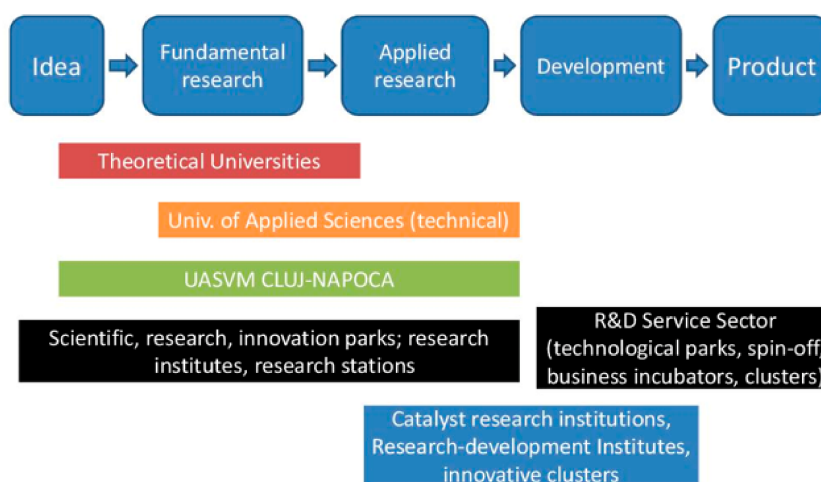 Idea
Fundamental
research
Applied
research
Development
Product
Theoretical Universities
Univ. of Applied Sciences (technical)
UASVM CLUJ-NAPOCA
Scientific, research, innovation parks; research
institutes, research stations
R&D Service Sector
(technological parks, spin-off,
business incubators, clusters)
Catalyst research institutions,
Research-development Institutes,
innovative clusters